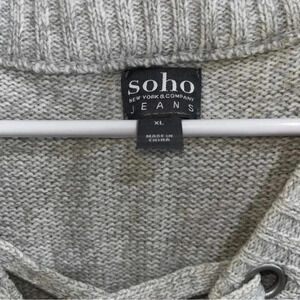 soho
NEW YORK & COMPANY
JEANS
XL
MADE IN
CHINA